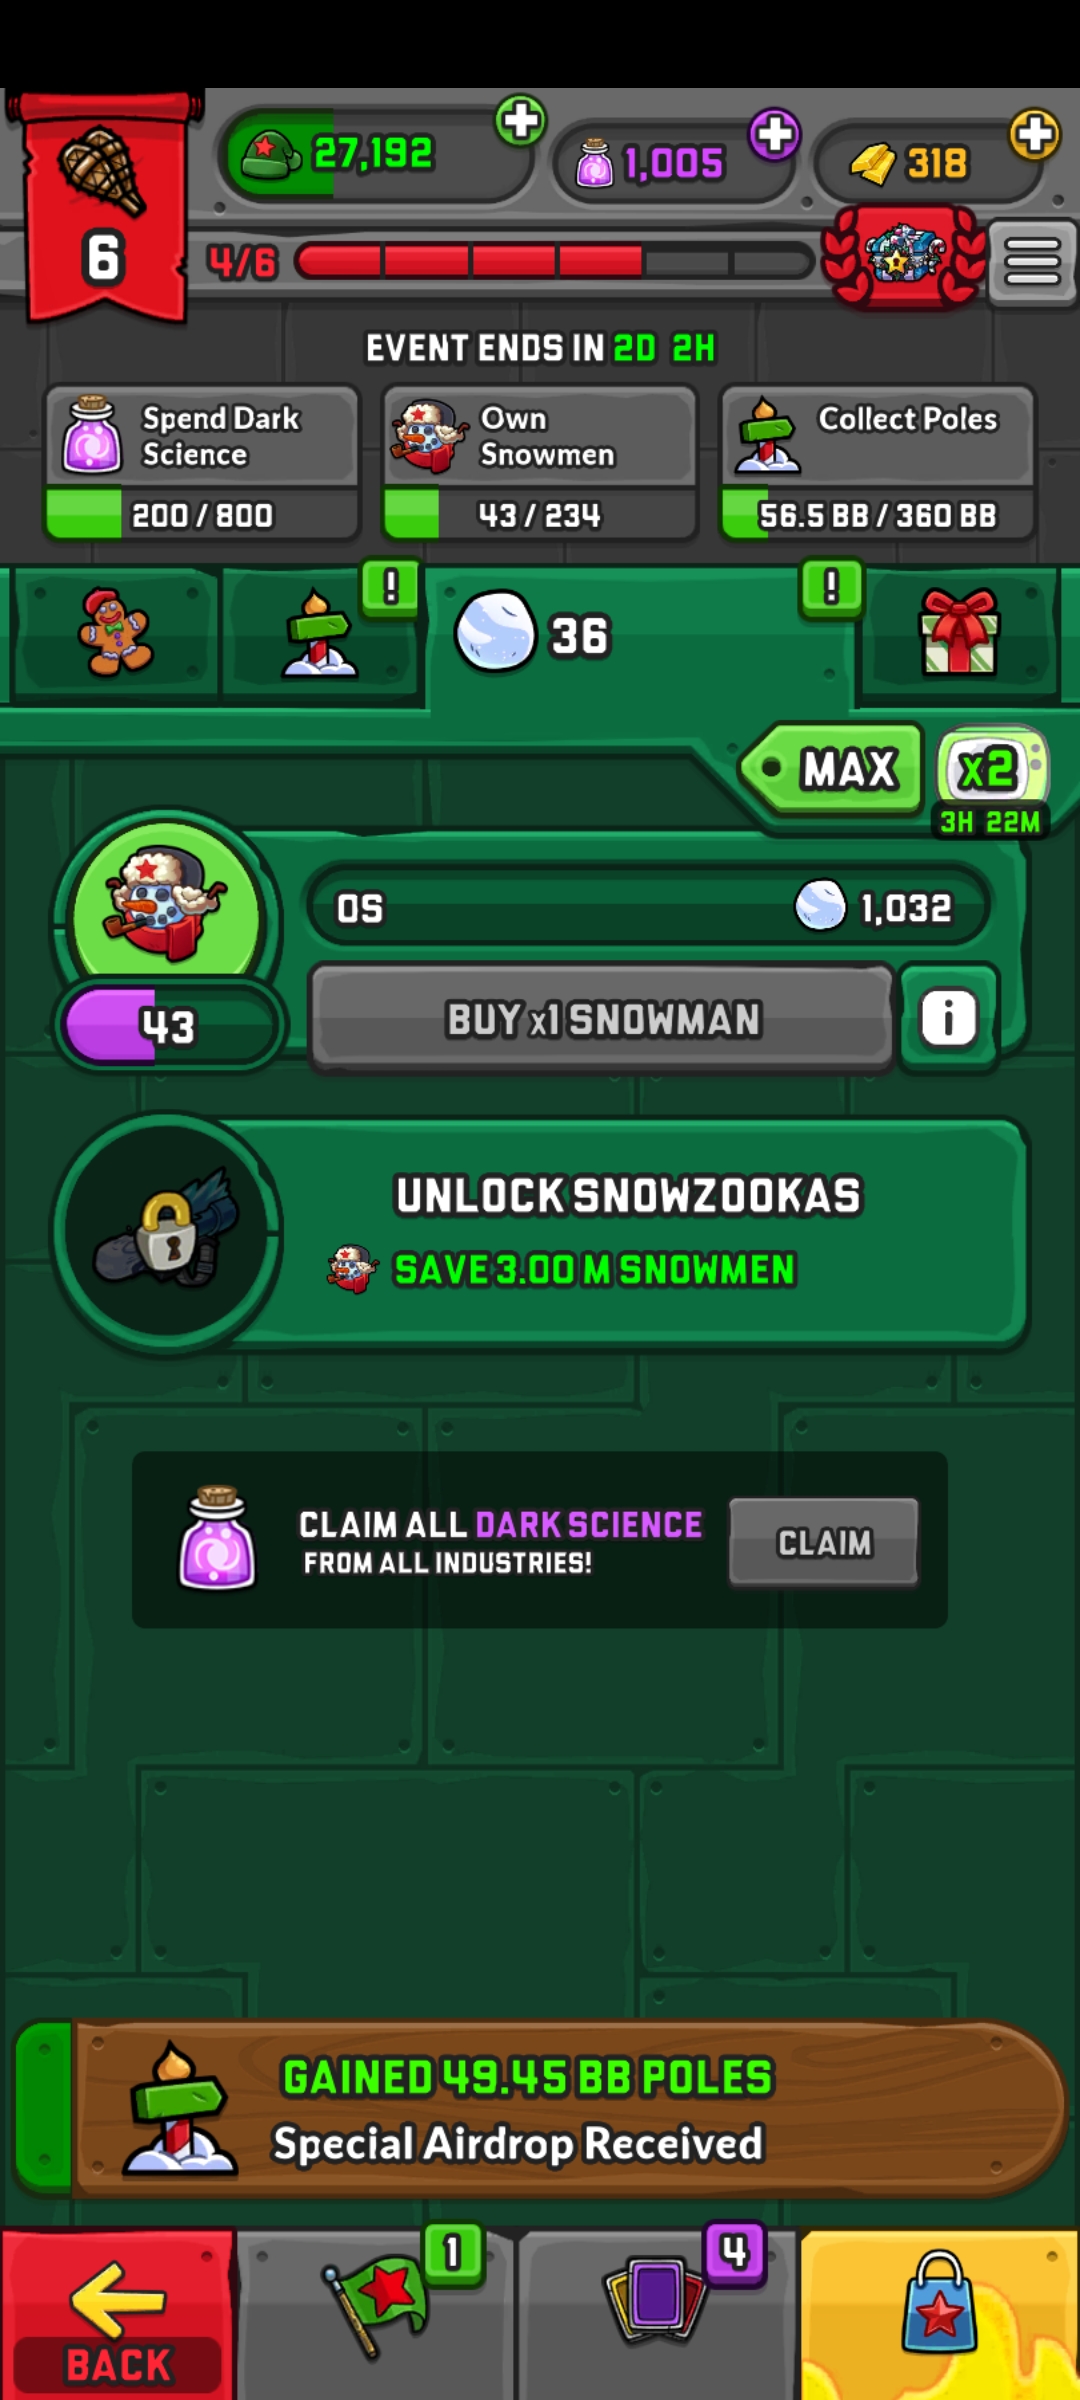 27,192
1,005
318
6
4/6
EVENT ENDS IN 2D 2H
Spend Dark
Science
200 / 800
Own
Snowmen
43 / 234
Collect Poles
56.5 BB / 360 BB
!
36
!
MAX
x2
3H 22M
0S
1,032
43
BUY x1 SNOWMAN
i
UNLOCK SNOWZOOKAS
SAVE 3.00 M SNOWMEN
CLAIM ALL DARK SCIENCE
FROM ALL INDUSTRIES!
CLAIM
GAINED 49.45 BB POLES
Special Airdrop Received
1
4
BACK